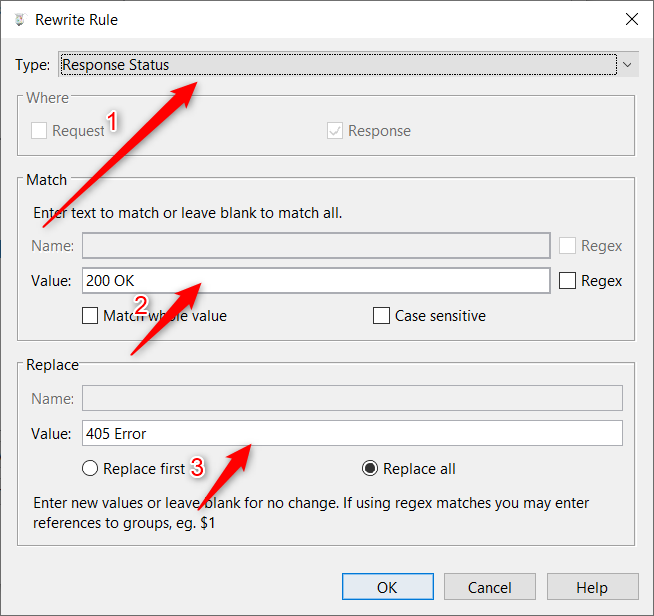 Rewrite Rule
Type: Response Status
Where
Request 1 Response
Match
Enter text to match or leave blank to match all.
Name: Regex
Value: 200 OK Regex
2
Match whole value Case sensitive
Replace
Name:
Value: 405 Error
Replace first 3 Replace all
Enter new values or leave blank for no change. If using regex matches you may enter
references to groups, eg. $1
OK Cancel Help